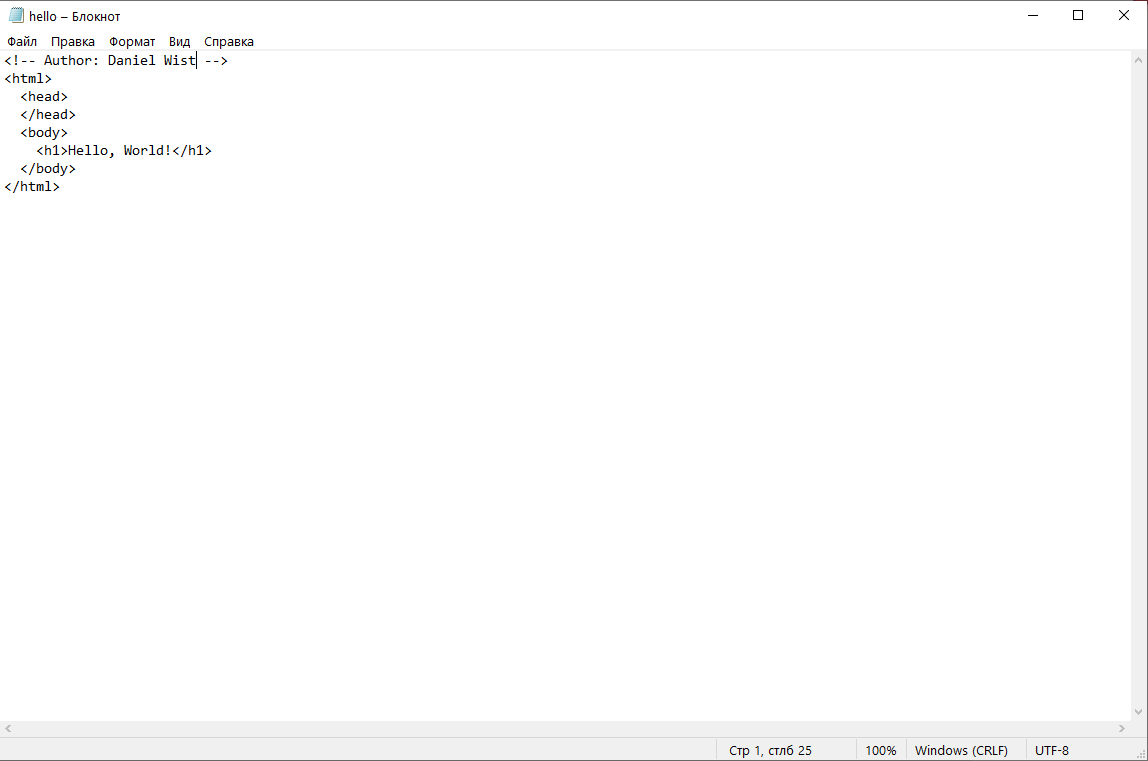 hello – Блокнот
Файл Правка Формат Вид Справка
<!-- Author: Daniel Wist -->
<html>
  <head>
  </head>
  <body>
    <h1>Hello, World!</h1>
  </body>
</html>
Стр 1, стлб 25 100% Windows (CRLF) UTF-8